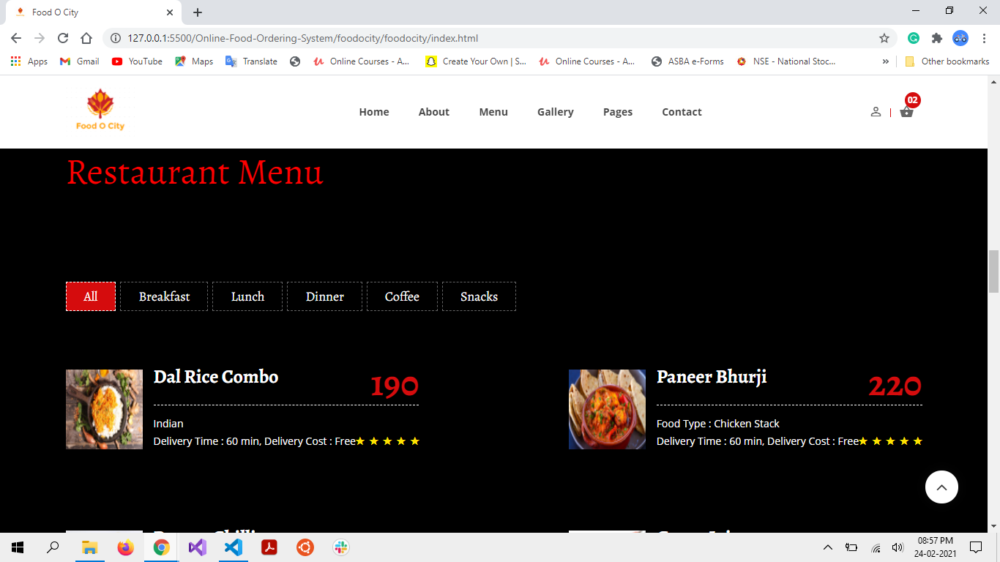 Food O City
127.0.0.1:5500/Online-Food-Ordering-System/foodocity/foodocity/index.html
Apps Gmail YouTube Maps Translate Online Courses - A... Create Your Own | S... Online Courses - A... ASBA e-Forms NSE - National Stoc... » Other bookmarks
Food O City
Home About Menu Gallery Pages Contact
02
Restaurant Menu
All Breakfast Lunch Dinner Coffee Snacks
Dal Rice Combo 190
Indian
Delivery Time : 60 min, Delivery Cost : Free★ ★ ★ ★ ★
Paneer Bhurji 220
Food Type : Chicken Stack
Delivery Time : 60 min, Delivery Cost : Free★ ★ ★ ★ ★
08:57 PM
24-02-2021